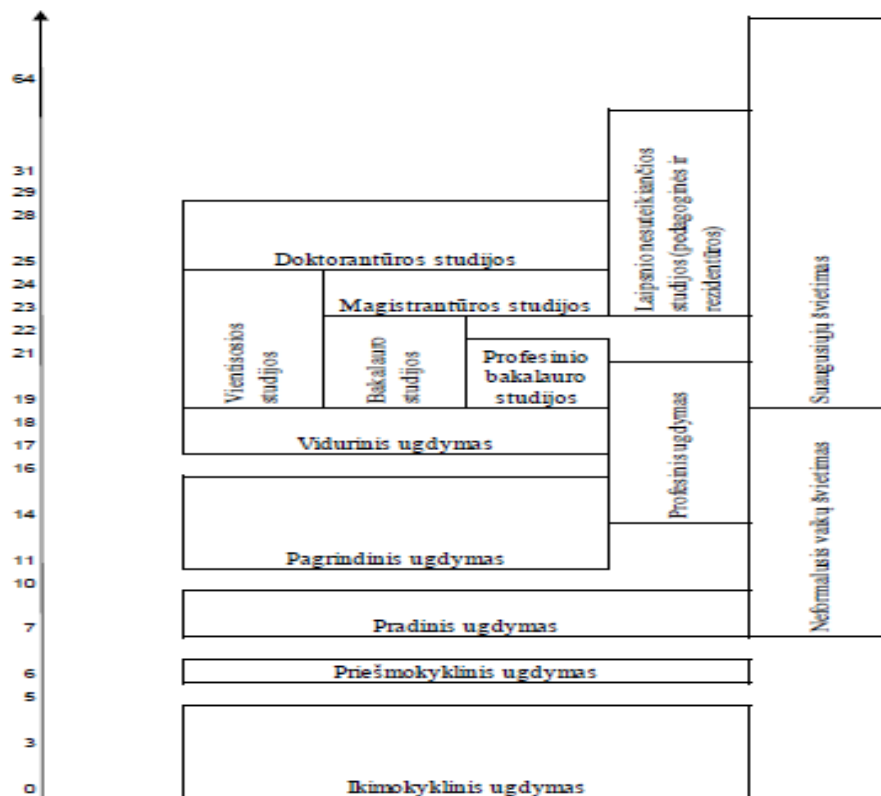 64
31
29
28
25
24
23
22
21
19
18
17
16
14
11
10
7
6
5
3
0
Doktorantūros studijos
Magistrantūros studijos
Vientisosios
studijos
Bakalauro
studijos
Profesinio
bakalauro
studijos
Laipsnio nesuteikiančios
studijos (pedagoginės ir
rezidentūros)
Suaugusiųjų švietimas
Vidurinis ugdymas
Profesinis ugdymas
Pagrindinis ugdymas
Neformalusis vaikų švietimas
Pradinis ugdymas
Priešmokyklinis ugdymas
Ikimokyklinis ugdymas